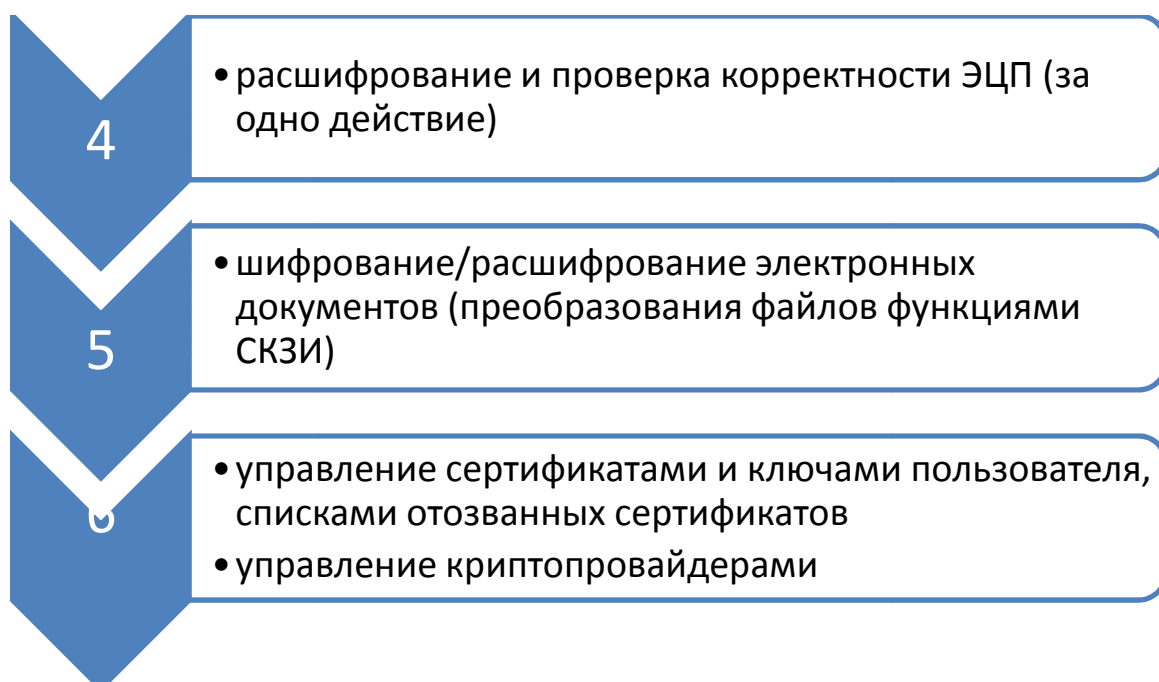 4
•расшифрование и проверка корректности ЭЦП (за
одно действие)
5
•шифрование/расшифрование электронных
документов (преобразования файлов функциями
СКЗИ)
6
•управление сертификатами и ключами пользователя,
списками отозванных сертификатов
•управление криптопровайдерами